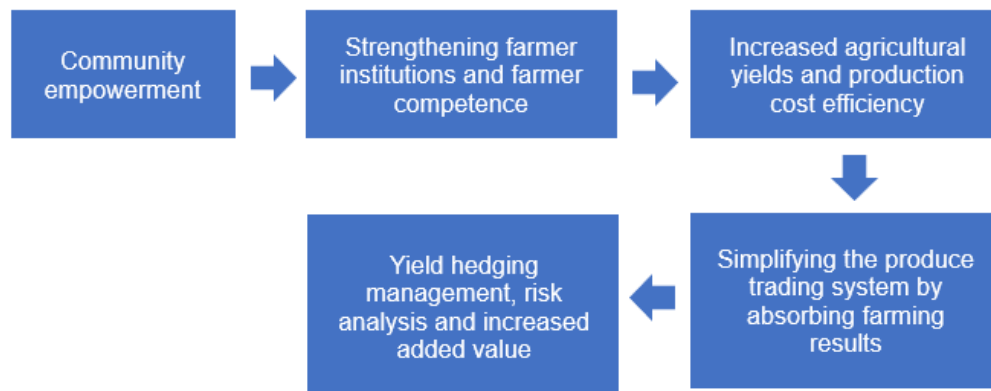 Community
empowerment
Strengthening farmer
institutions and farmer
competence
Increased agricultural
yields and production
cost efficiency
Simplifying the produce
trading system by
absorbing farming
results
Yield hedging
management, risk
analysis and increased
added value